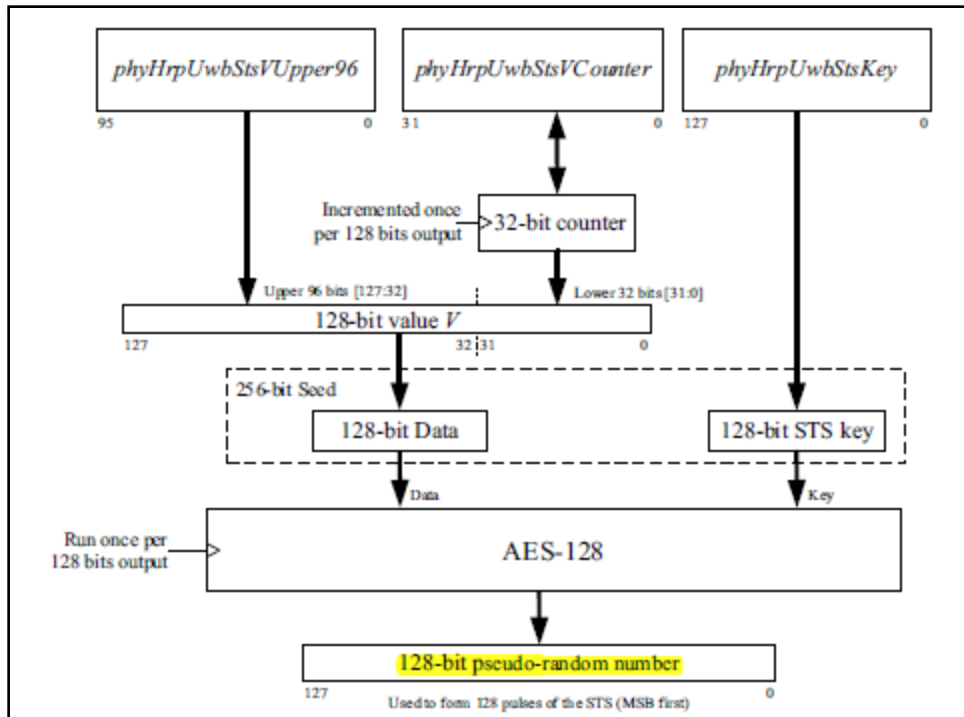 phyHrpUwbStsVUpper96
phyHrpUwbStsVCounter
phyHrpUwbStsKey
95 0
31 0
127 0
Incremented once
per 128 bits output
32-bit counter
Upper 96 bits [127:32]
Lower 32 bits [31:0]
128-bit value V
127 32 31 0
256-bit Seed
128-bit Data
128-bit STS key
Data
Key
Run once per
128 bits output
AES-128
128-bit pseudo-random number
127 0
Used to form 128 pulses of the STS (MSB first)